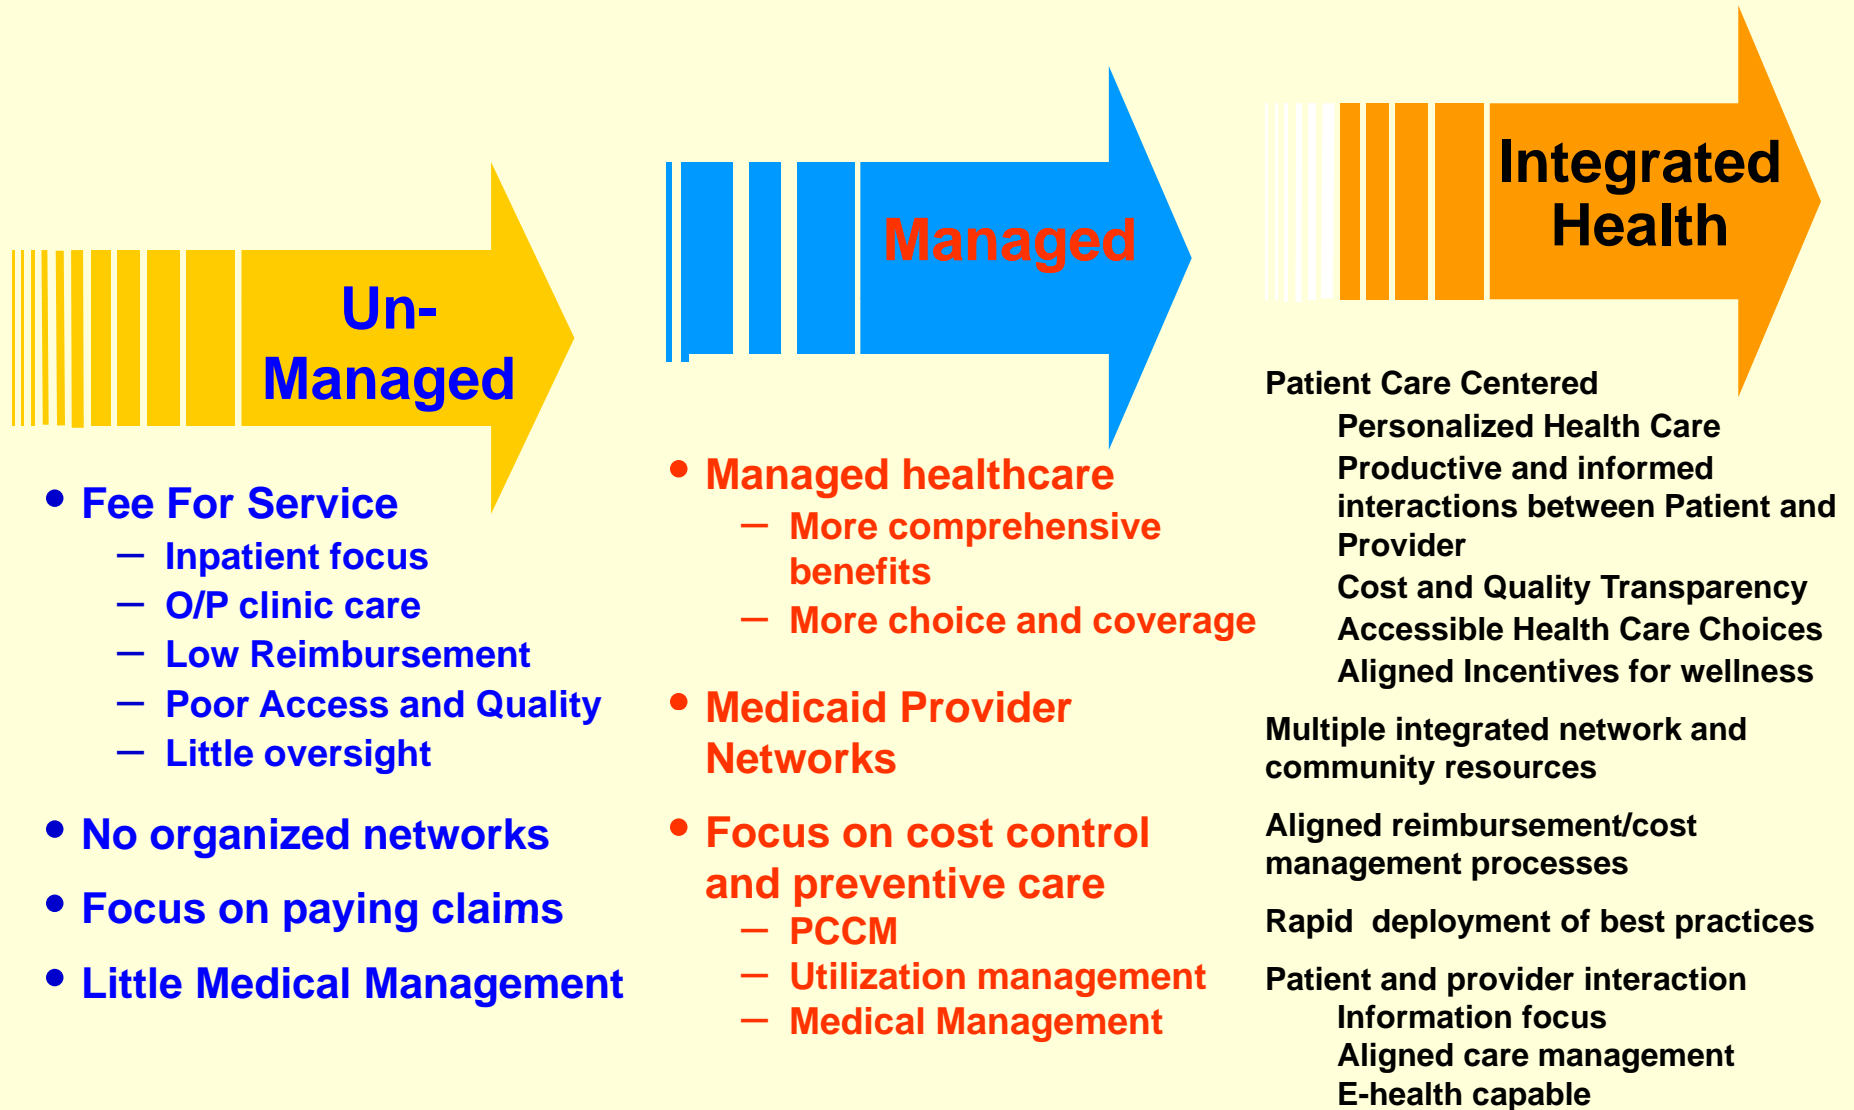 Un-
Managed
• Fee For Service
– Inpatient focus
– O/P clinic care
– Low Reimbursement
– Poor Access and Quality
– Little oversight
• No organized networks
• Focus on paying claims
• Little Medical Management
Managed
• Managed healthcare
– More comprehensive
benefits
– More choice and coverage
• Medicaid Provider
Networks
• Focus on cost control
and preventive care
– PCCM
– Utilization management
– Medical Management
Integrated
Health
Patient Care Centered
Personalized Health Care
Productive and informed
interactions between Patient and
Provider
Cost and Quality Transparency
Accessible Health Care Choices
Aligned Incentives for wellness
Multiple integrated network and
community resources
Aligned reimbursement/cost
management processes
Rapid  deployment of best practices
Patient and provider interaction
Information focus
Aligned care management
E-health capable